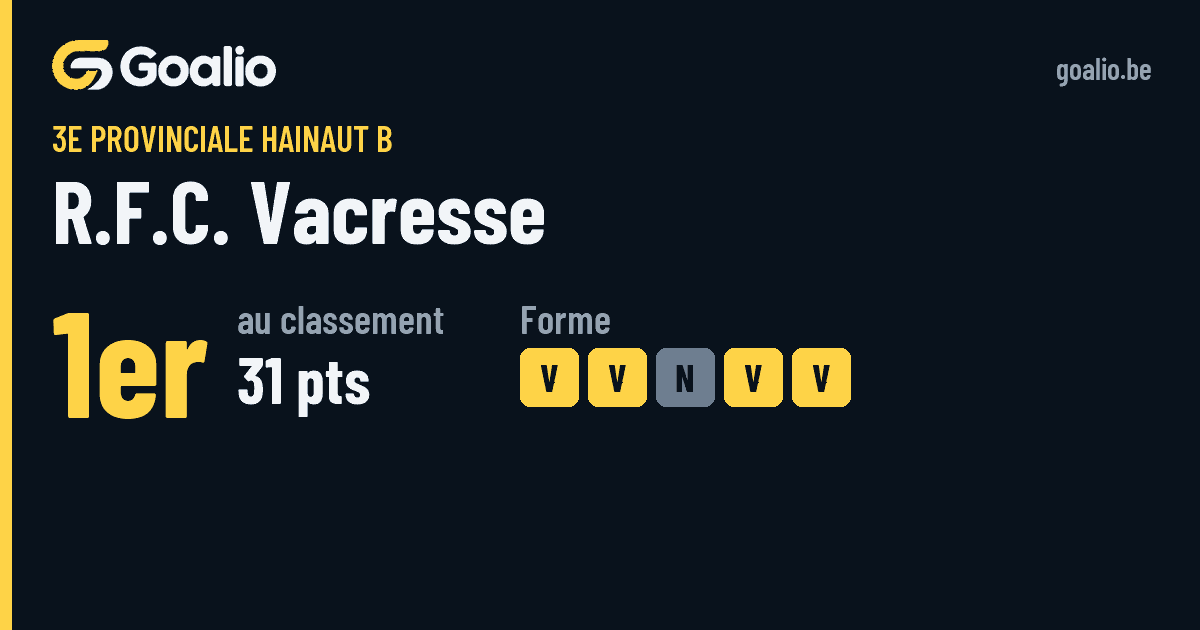 Goalio
goalio.be
3E PROVINCIALE HAINAUT B
R.F.C. Vacresse
1er
au classement
31 pts
Forme
V V N V V